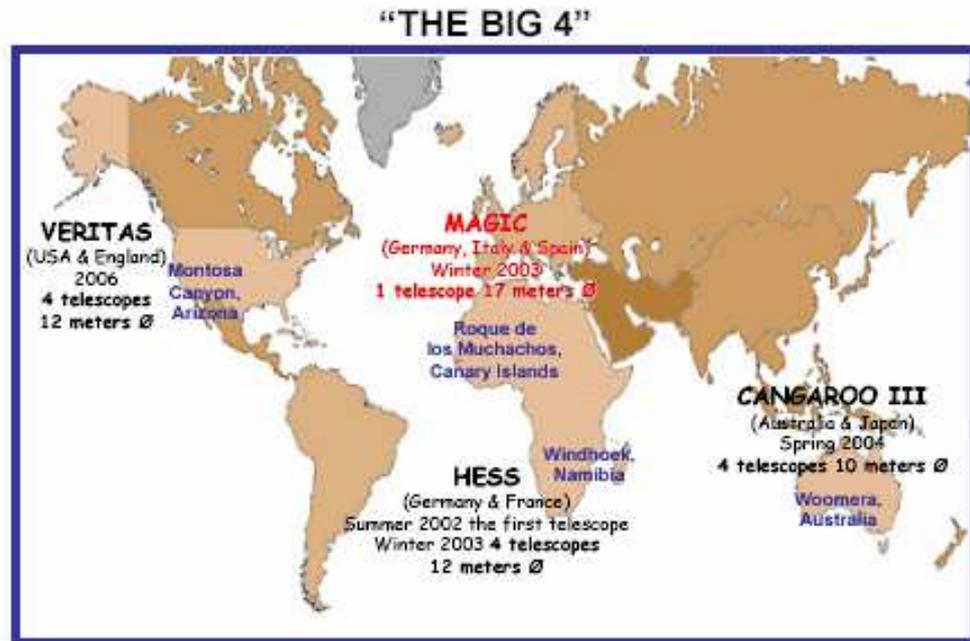 “THE BIG 4”
VERITAS
(USA & England)
2006
4 telescopes
12 meters Ø
Montosa
Canyon,
Arizona
MAGIC
(Germany, Italy & Spain)
Winter 2003
1 telescope 17 meters Ø
Roque de
los Muchachos,
Canary Islands
CANGAROO III
(Australia & Japan)
Spring 2004
4 telescopes 10 meters Ø
Woomera,
Australia
Windhoek,
Namibia
HESS
(Germany & France)
Summer 2002 the first telescope
Winter 2003 4 telescopes
12 meters Ø